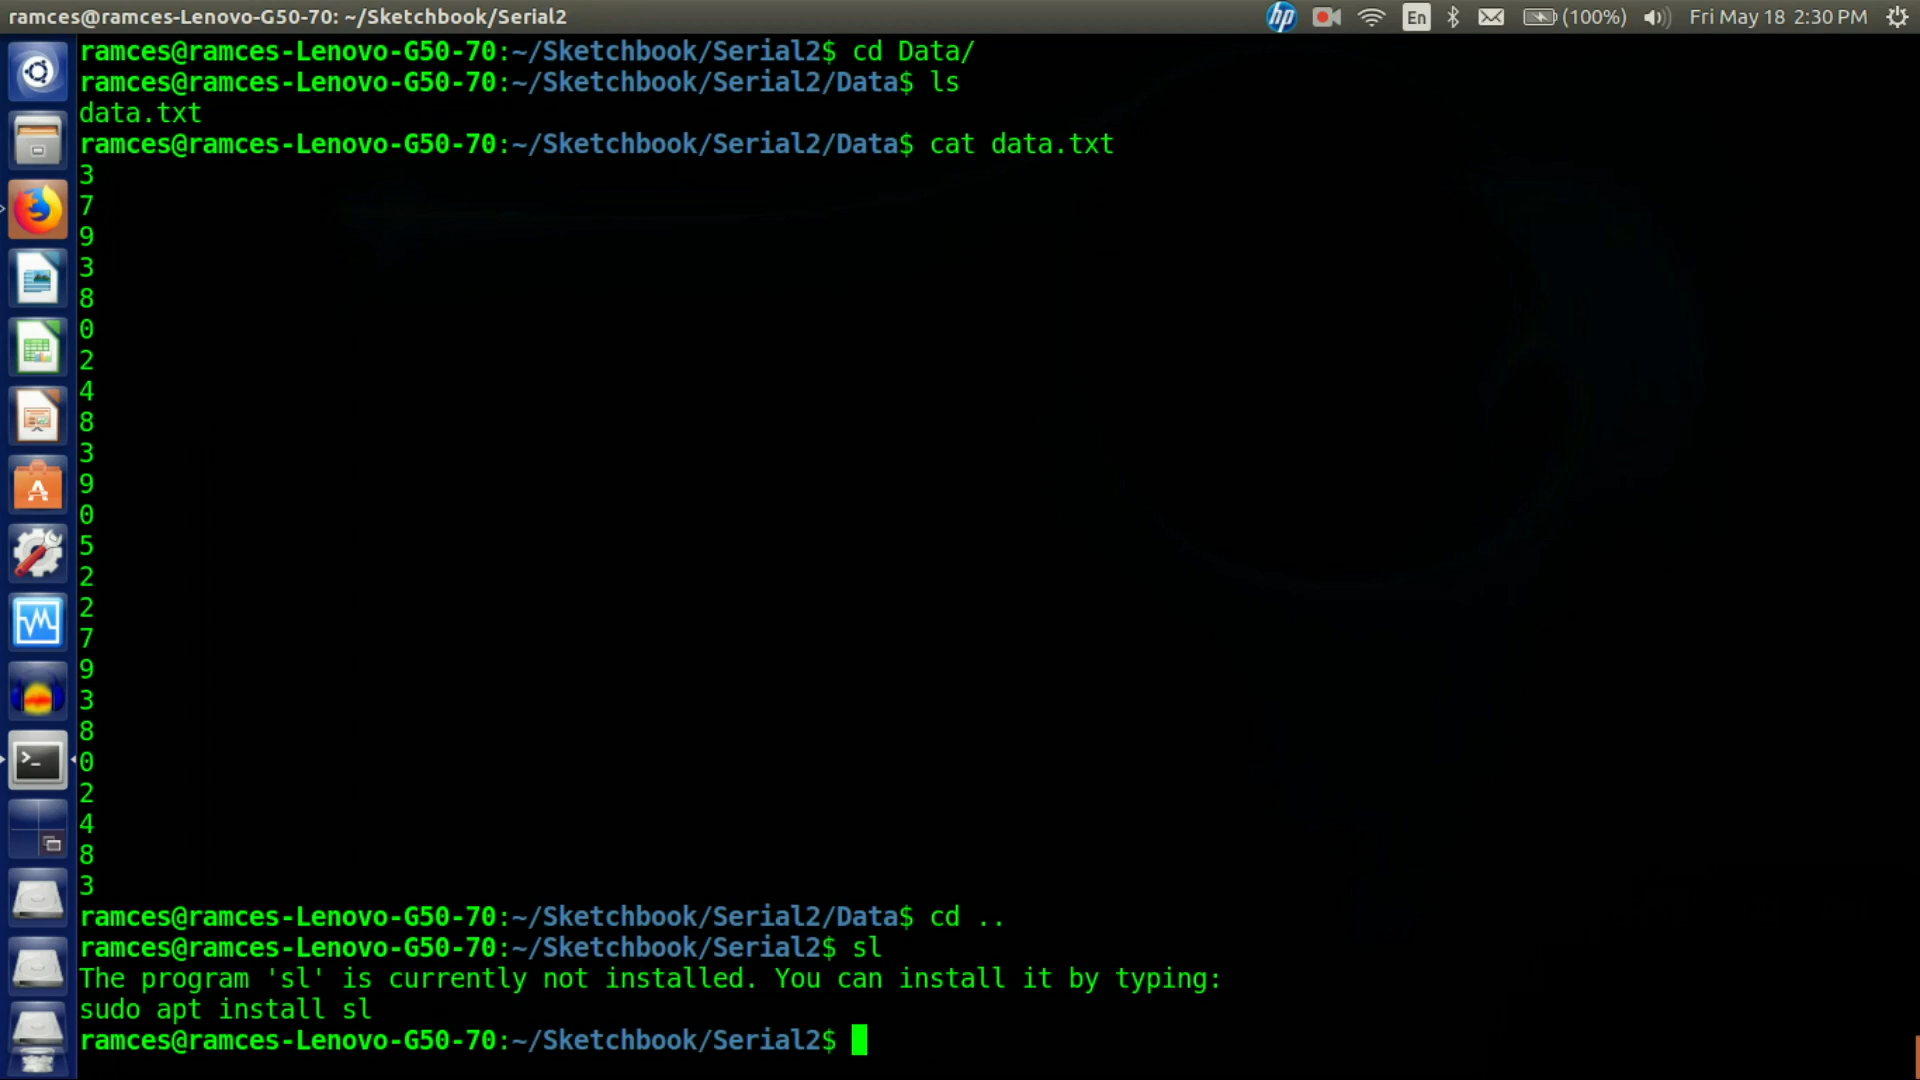 ramces@ramces-Lenovo-G50-70: ~/Sketchbook/Serial2
hp
En
(100%)
Fri May 18 2:30 PM
ramces@ramces-Lenovo-G50-70:~/Sketchbook/Serial2$ cd Data/
ramces@ramces-Lenovo-G50-70:~/Sketchbook/Serial2/Data$ ls
data.txt
ramces@ramces-Lenovo-G50-70:~/Sketchbook/Serial2/Data$ cat data.txt
3
7
9
3
8
0
2
4
8
3
9
0
5
2
2
7
9
3
8
0
2
4
8
3
ramces@ramces-Lenovo-G50-70:~/Sketchbook/Serial2/Data$ cd ..
ramces@ramces-Lenovo-G50-70:~/Sketchbook/Serial2$ sl
The program 'sl' is currently not installed. You can install it by typing:
sudo apt install sl
ramces@ramces-Lenovo-G50-70:~/Sketchbook/Serial2$